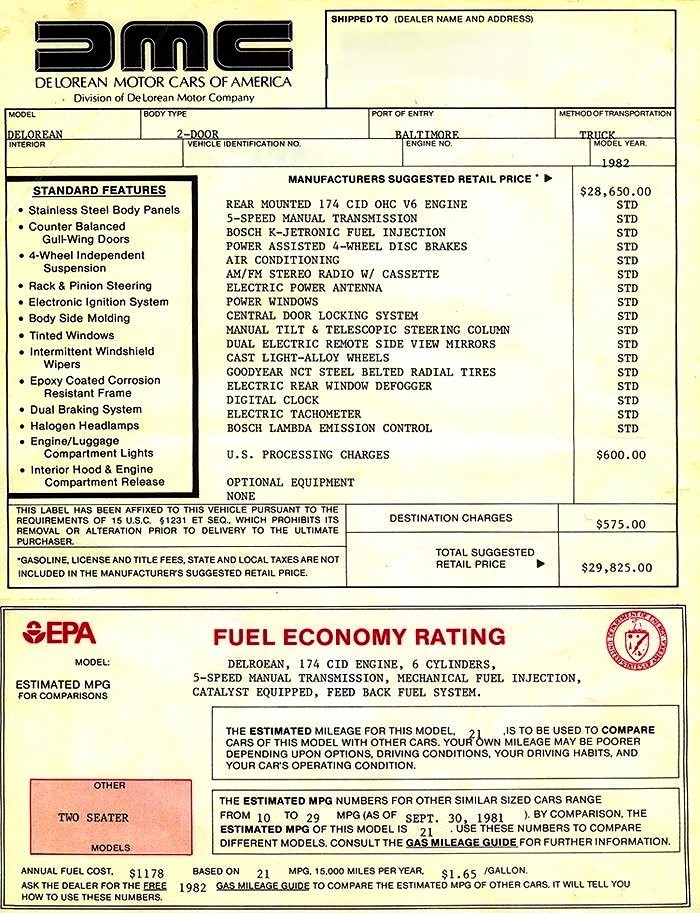 DMC
DELOREAN MOTOR CARS OF AMERICA
Division of DeLorean Motor Company
SHIPPED TO (DEALER NAME AND ADDRESS)
MODEL BODY TYPE PORT OF ENTRY METHOD OF TRANSPORTATION
DELOREAN 2-DOOR BALTIMORE TRUCK
INTERIOR VEHICLE IDENTIFICATION NO. ENGINE NO. MODEL YEAR.
1982
MANUFACTURERS SUGGESTED RETAIL PRICE * ▶ $28,650.00
STANDARD FEATURES
• Stainless Steel Body Panels
• Counter Balanced
Gull-Wing Doors
• 4-Wheel Independent
Suspension
• Rack & Pinion Steering
• Electronic Ignition System
• Body Side Molding
• Tinted Windows
• Intermittent Windshield
Wipers
• Epoxy Coated Corrosion
Resistant Frame
• Dual Braking System
• Halogen Headlamps
• Engine/Luggage
Compartment Lights
• Interior Hood & Engine
Compartment Release
REAR MOUNTED 174 CID OHC V6 ENGINE STD
5-SPEED MANUAL TRANSMISSION STD
BOSCH K-JETRONIC FUEL INJECTION STD
POWER ASSISTED 4-WHEEL DISC BRAKES STD
AIR CONDITIONING STD
AM/FM STEREO RADIO W/ CASSETTE STD
ELECTRIC POWER ANTENNA STD
POWER WINDOWS STD
CENTRAL DOOR LOCKING SYSTEM STD
MANUAL TILT & TELESCOPIC STEERING COLUMN STD
DUAL ELECTRIC REMOTE SIDE VIEW MIRRORS STD
CAST LIGHT-ALLOY WHEELS STD
GOODYEAR NCT STEEL BELTED RADIAL TIRES STD
ELECTRIC REAR WINDOW DEFOGGER STD
DIGITAL CLOCK STD
ELECTRIC TACHOMETER STD
BOSCH LAMBDA EMISSION CONTROL STD
U.S. PROCESSING CHARGES $600.00
OPTIONAL EQUIPMENT
NONE
THIS LABEL HAS BEEN AFFIXED TO THIS VEHICLE PURSUANT TO THE
REQUIREMENTS OF 15 U.S.C. §1231 ET SEQ., WHICH PROHIBITS ITS
REMOVAL OR ALTERATION PRIOR TO DELIVERY TO THE ULTIMATE
PURCHASER.
DESTINATION CHARGES $575.00
*GASOLINE, LICENSE AND TITLE FEES, STATE AND LOCAL TAXES ARE NOT
INCLUDED IN THE MANUFACTURER'S SUGGESTED RETAIL PRICE.
TOTAL SUGGESTED
RETAIL PRICE ▶ $29,825.00
EPA
FUEL ECONOMY RATING
DEPARTMENT OF ENERGY
UNITED STATES OF AMERICA
MODEL:
DELROEAN, 174 CID ENGINE, 6 CYLINDERS,
5-SPEED MANUAL TRANSMISSION, MECHANICAL FUEL INJECTION,
CATALYST EQUIPPED, FEED BACK FUEL SYSTEM.
ESTIMATED MPG
FOR COMPARISONS
THE ESTIMATED MILEAGE FOR THIS MODEL, 21 ,IS TO BE USED TO COMPARE
CARS OF THIS MODEL WITH OTHER CARS. YOUR OWN MILEAGE MAY BE POORER
DEPENDING UPON OPTIONS, DRIVING CONDITIONS, YOUR DRIVING HABITS, AND
YOUR CAR'S OPERATING CONDITION.
OTHER
TWO SEATER
MODELS
THE ESTIMATED MPG NUMBERS FOR OTHER SIMILAR SIZED CARS RANGE
FROM 10 TO 29 MPG (AS OF SEPT. 30, 1981 ). BY COMPARISON, THE
ESTIMATED MPG OF THIS MODEL IS 21 . USE THESE NUMBERS TO COMPARE
DIFFERENT MODELS. CONSULT THE GAS MILEAGE GUIDE FOR FURTHER INFORMATION.
ANNUAL FUEL COST, $1178 BASED ON 21 MPG, 15,000 MILES PER YEAR, $1.65 /GALLON.
ASK THE DEALER FOR THE FREE 1982 GAS MILEAGE GUIDE TO COMPARE THE ESTIMATED MPG OF OTHER CARS. IT WILL TELL YOU
HOW TO USE THESE NUMBERS.